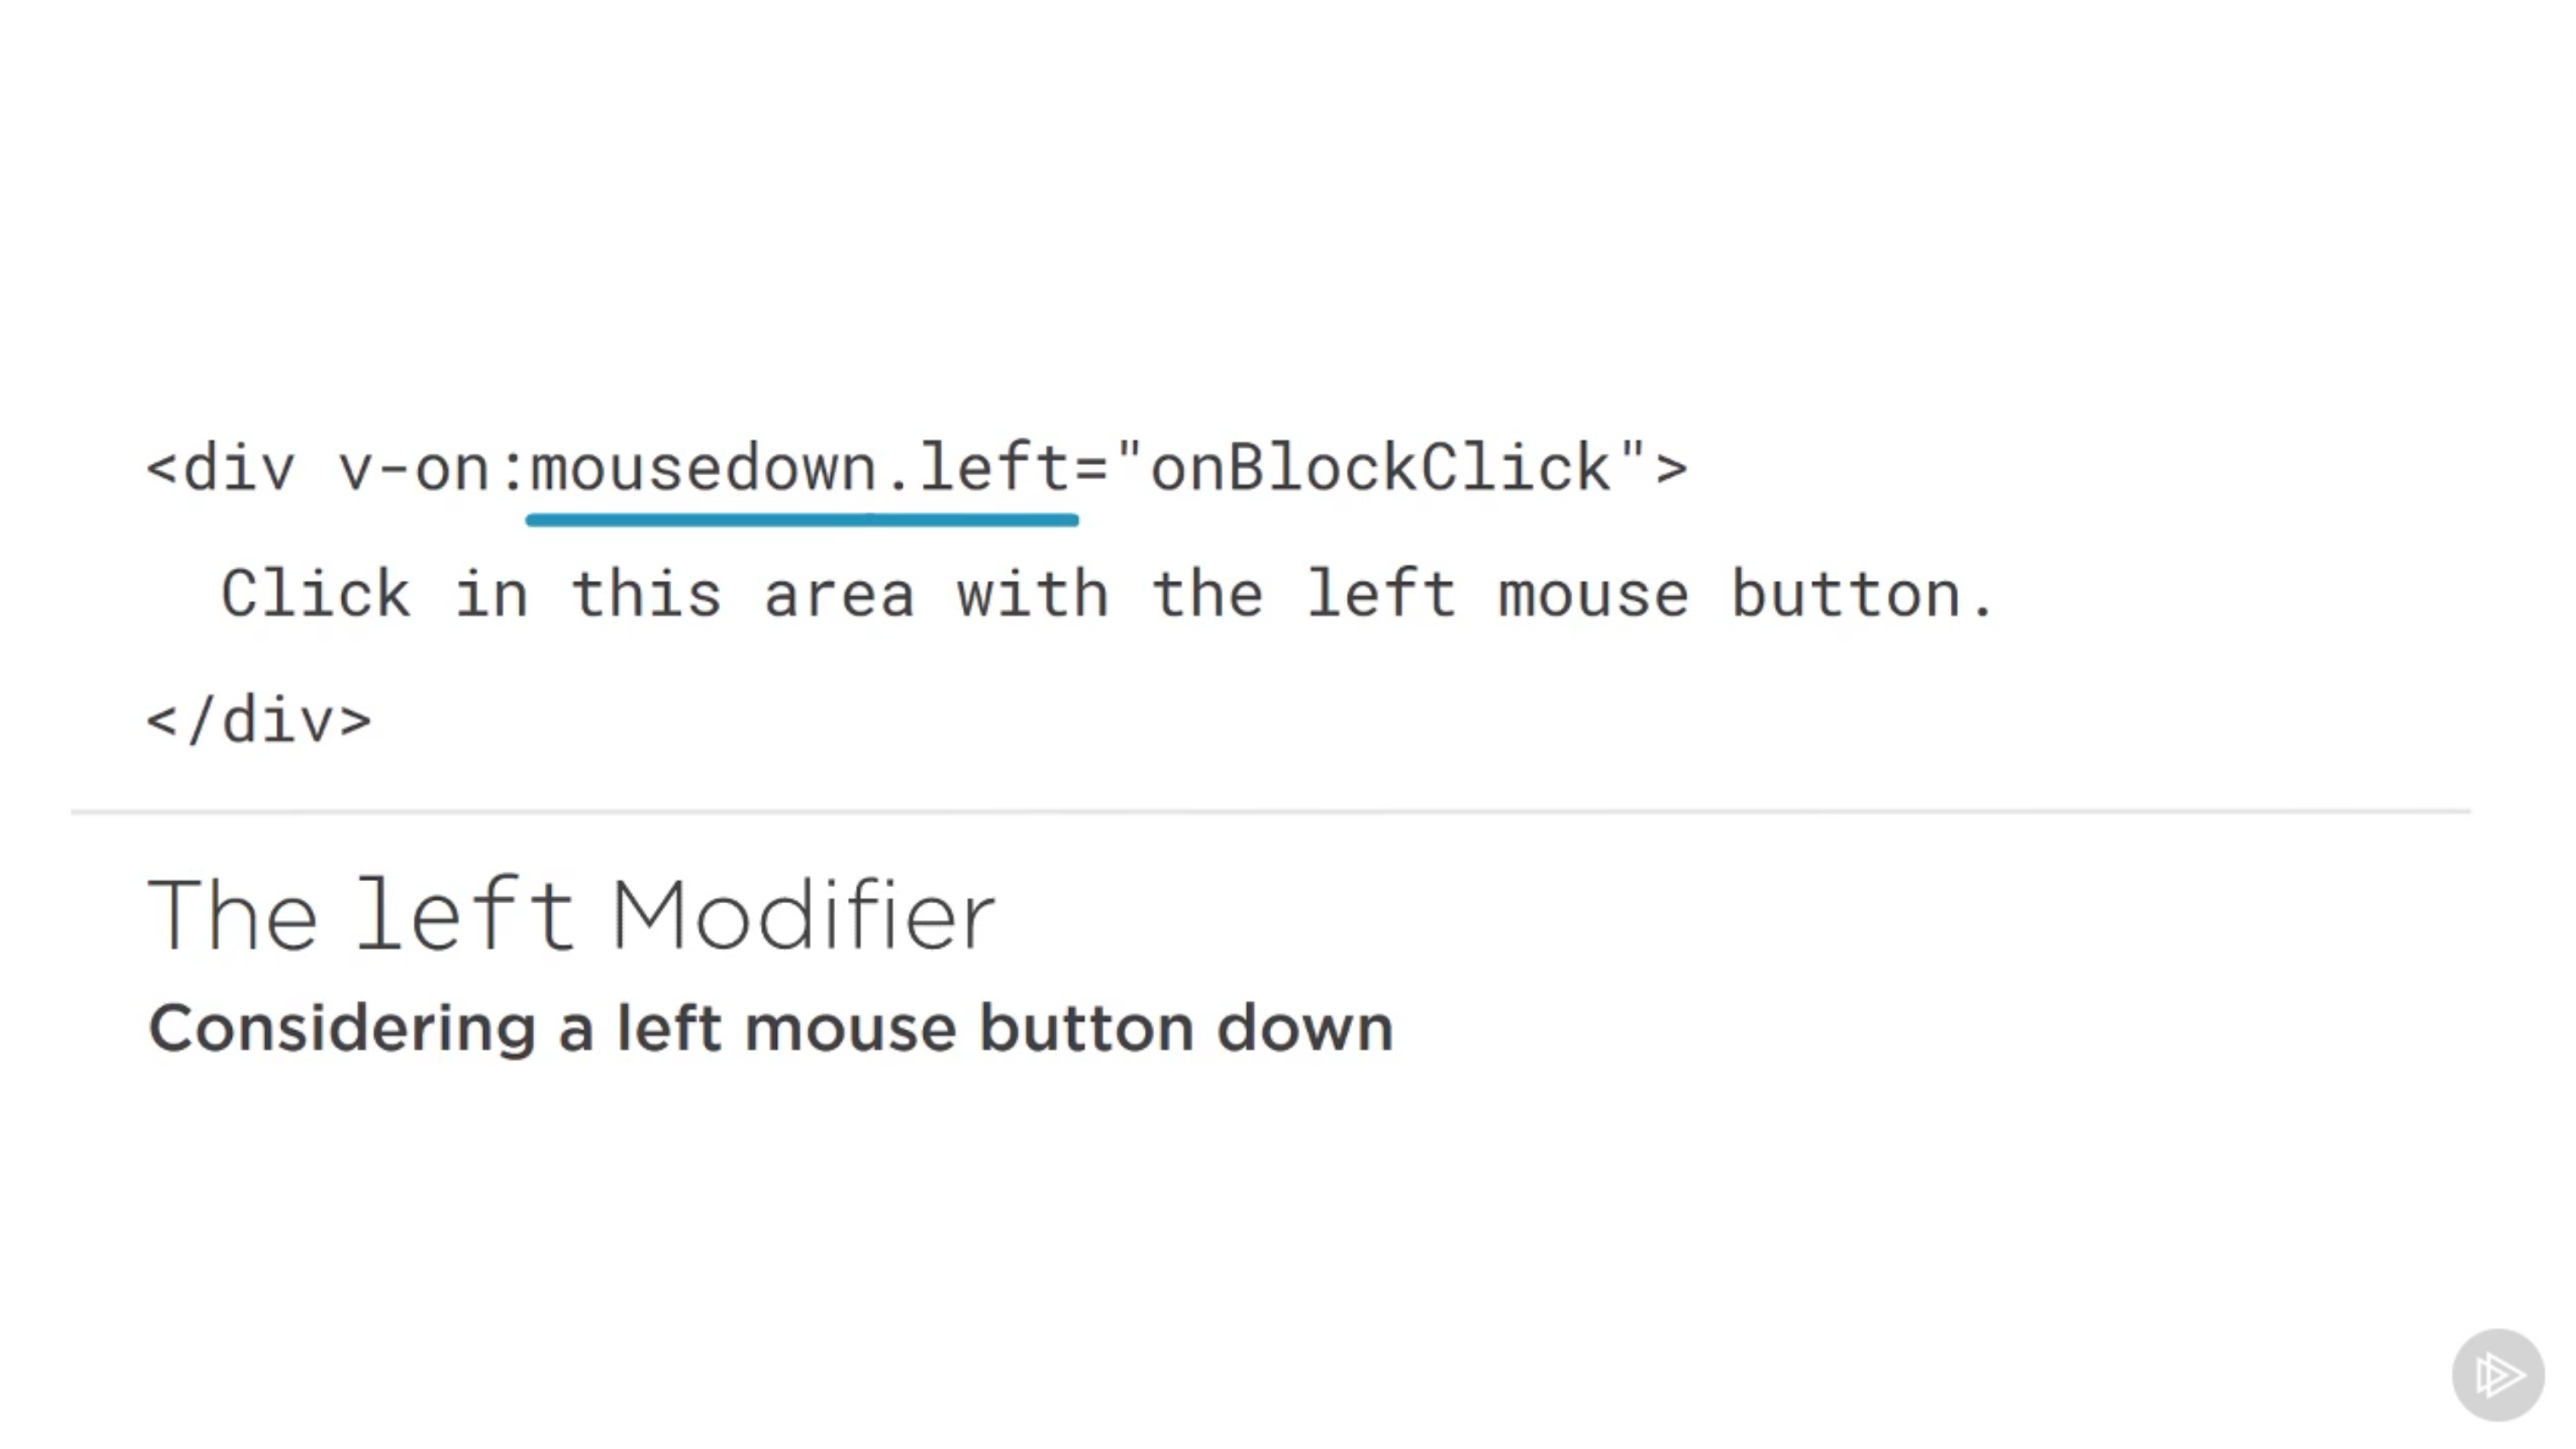 <div v-on:mousedown.left="onBlockClick">
Click in this area with the left mouse button.
</div>
The left Modifier
Considering a left mouse button down